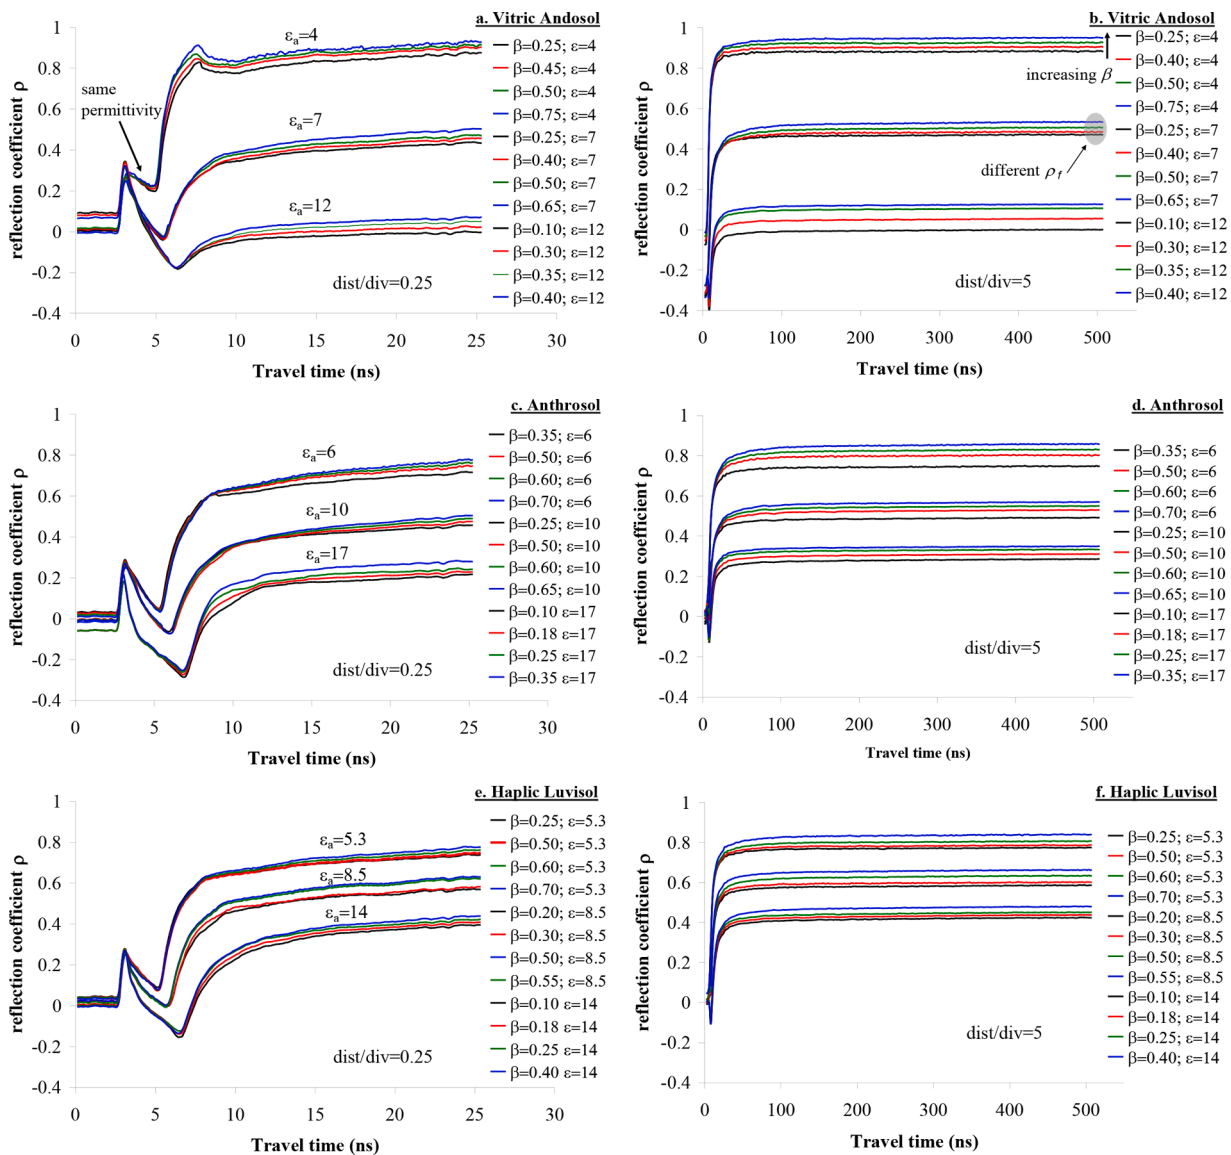 a. Vitric Andosol
reflection coefficient ρ
1
0.8
0.6
0.4
0.2
0
-0.2
-0.4
0
5
10
15
20
25
30
Travel time (ns)
εa=4
same
permittivity
εa=7
εa=12
dist/div=0.25
β=0.25; ε=4
β=0.45; ε=4
β=0.50; ε=4
β=0.75; ε=4
β=0.25; ε=7
β=0.40; ε=7
β=0.50; ε=7
β=0.65; ε=7
β=0.10; ε=12
β=0.30; ε=12
β=0.35; ε=12
β=0.40; ε=12
b. Vitric Andosol
reflection coefficient ρ
1
0.8
0.6
0.4
0.2
0
-0.2
-0.4
0
100
200
300
400
500
Travel time (ns)
increasing β
different ρf
dist/div=5
β=0.25; ε=4
β=0.40; ε=4
β=0.50; ε=4
β=0.75; ε=4
β=0.25; ε=7
β=0.40; ε=7
β=0.50; ε=7
β=0.65; ε=7
β=0.10; ε=12
β=0.30; ε=12
β=0.35; ε=12
β=0.40; ε=12
c. Anthrosol
reflection coefficient ρ
1
0.8
0.6
0.4
0.2
0
-0.2
-0.4
0
5
10
15
20
25
30
Travel time (ns)
εa=6
εa=10
εa=17
dist/div=0.25
β=0.35; ε=6
β=0.50; ε=6
β=0.60; ε=6
β=0.70; ε=6
β=0.25; ε=10
β=0.50; ε=10
β=0.60; ε=10
β=0.65; ε=10
β=0.10 ε=17
β=0.18 ε=17
β=0.25 ε=17
β=0.35 ε=17
d. Anthrosol
reflection coefficient ρ
1
0.8
0.6
0.4
0.2
0
-0.2
-0.4
0
100
200
300
400
500
Travel time (ns)
dist/div=5
β=0.35; ε=6
β=0.50; ε=6
β=0.60; ε=6
β=0.70; ε=6
β=0.25; ε=10
β=0.50; ε=10
β=0.60; ε=10
β=0.65; ε=10
β=0.10; ε=17
β=0.18; ε=17
β=0.25; ε=17
β=0.35; ε=17
e. Haplic Luvisol
reflection coefficient ρ
1
0.8
0.6
0.4
0.2
0
-0.2
-0.4
0
5
10
15
20
25
30
Travel time (ns)
εa=5.3
εa=8.5
εa=14
dist/div=0.25
β=0.25; ε=5.3
β=0.50; ε=5.3
β=0.60; ε=5.3
β=0.70; ε=5.3
β=0.20; ε=8.5
β=0.30; ε=8.5
β=0.50; ε=8.5
β=0.55; ε=8.5
β=0.10 ε=14
β=0.18 ε=14
β=0.25 ε=14
β=0.40 ε=14
f. Haplic Luvisol
reflection coefficient ρ
1
0.8
0.6
0.4
0.2
0
-0.2
-0.4
0
100
200
300
400
500
Travel time (ns)
dist/div=5
β=0.25; ε=5.3
β=0.50; ε=5.3
β=0.60; ε=5.3
β=0.70; ε=5.3
β=0.20; ε=8.5
β=0.30; ε=8.5
β=0.50; ε=8.5
β=0.55; ε=8.5
β=0.10; ε=14
β=0.18; ε=14
β=0.25; ε=14
β=0.40; ε=14